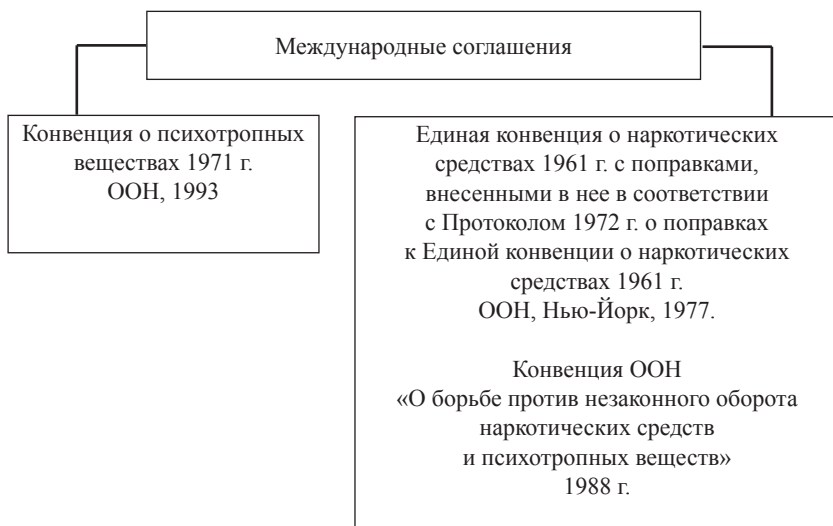 Международные соглашения
Конвенция о психотропных
веществах 1971 г.
ООН, 1993
Единая конвенция о наркотических
средствах 1961 г. с поправками,
внесенными в нее в соответствии
с Протоколом 1972 г. о поправках
к Единой конвенции о наркотических
средствах 1961 г.
ООН, Нью-Йорк, 1977.
Конвенция ООН
«О борьбе против незаконного оборота
наркотических средств
и психотропных веществ»
1988 г.